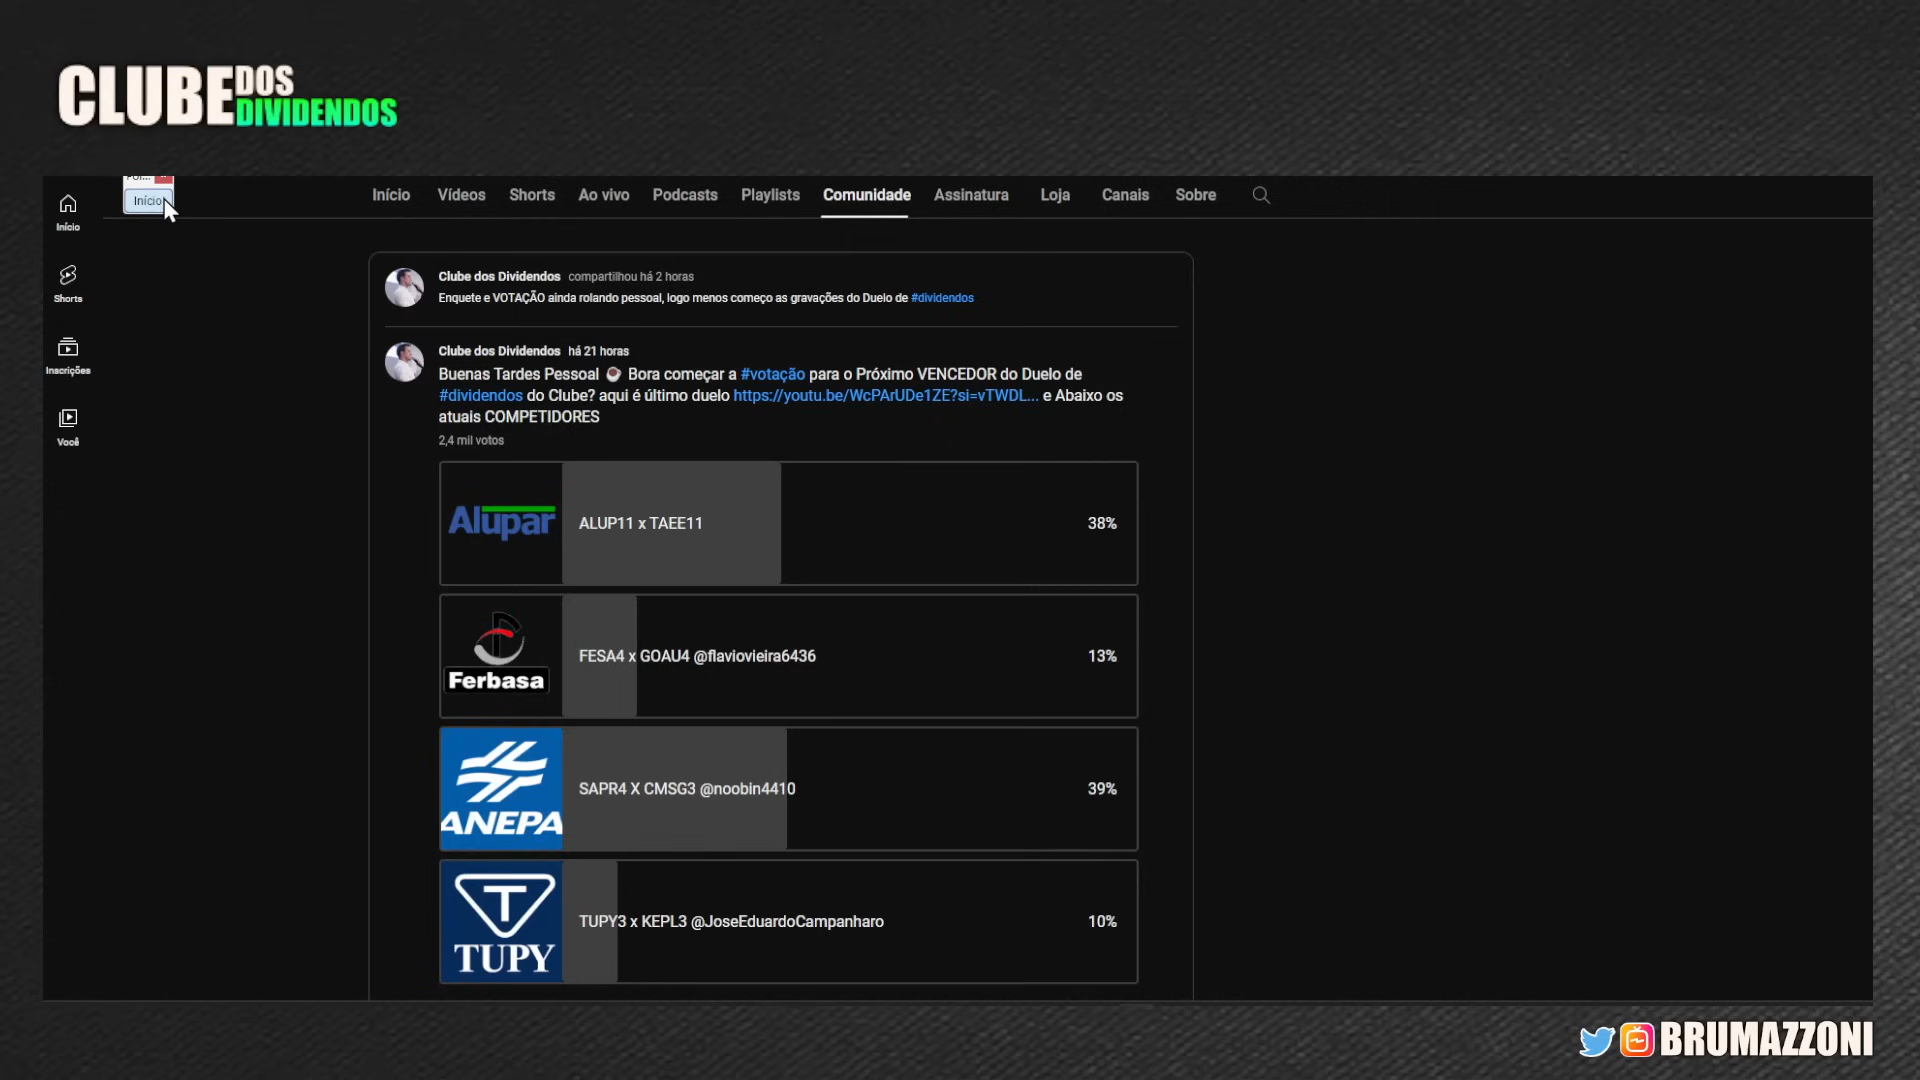 CLUBE DOS
DIVIDENDOS
Início
Início Vídeos Shorts Ao vivo Podcasts Playlists Comunidade Assinatura Loja Canais Sobre
Início
Shorts
Inscrições
Você
Clube dos Dividendos compartilhou há 2 horas
Enquete e VOTAÇÃO ainda rolando pessoal, logo menos começo as gravações do Duelo de #dividendos
Clube dos Dividendos há 21 horas
Buenas Tardes Pessoal ☕ Bora começar a #votação para o Próximo VENCEDOR do Duelo de
#dividendos do Clube? aqui é último duelo https://youtu.be/WcPArUDe1ZE?si=vTWDL... e Abaixo os
atuais COMPETIDORES
2,4 mil votos
Alupar
ALUP11 x TAEE11 38%
Ferbasa
FESA4 x GOAU4 @flaviovieira6436 13%
ANEPA
SAPR4 X CMSG3 @noobin4410 39%
TUPY
TUPY3 x KEPL3 @JoseEduardoCampanharo 10%
BRUMAZZONI